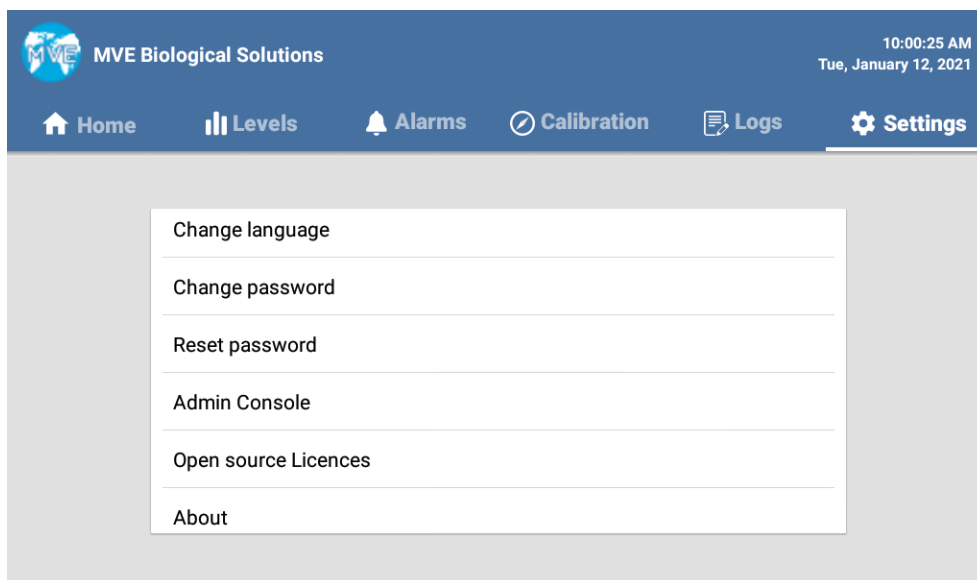 MVE
MVE Biological Solutions
10:00:25 AM
Tue, January 12, 2021
Home
Levels
Alarms
Calibration
Logs
Settings
Change language
Change password
Reset password
Admin Console
Open source Licences
About